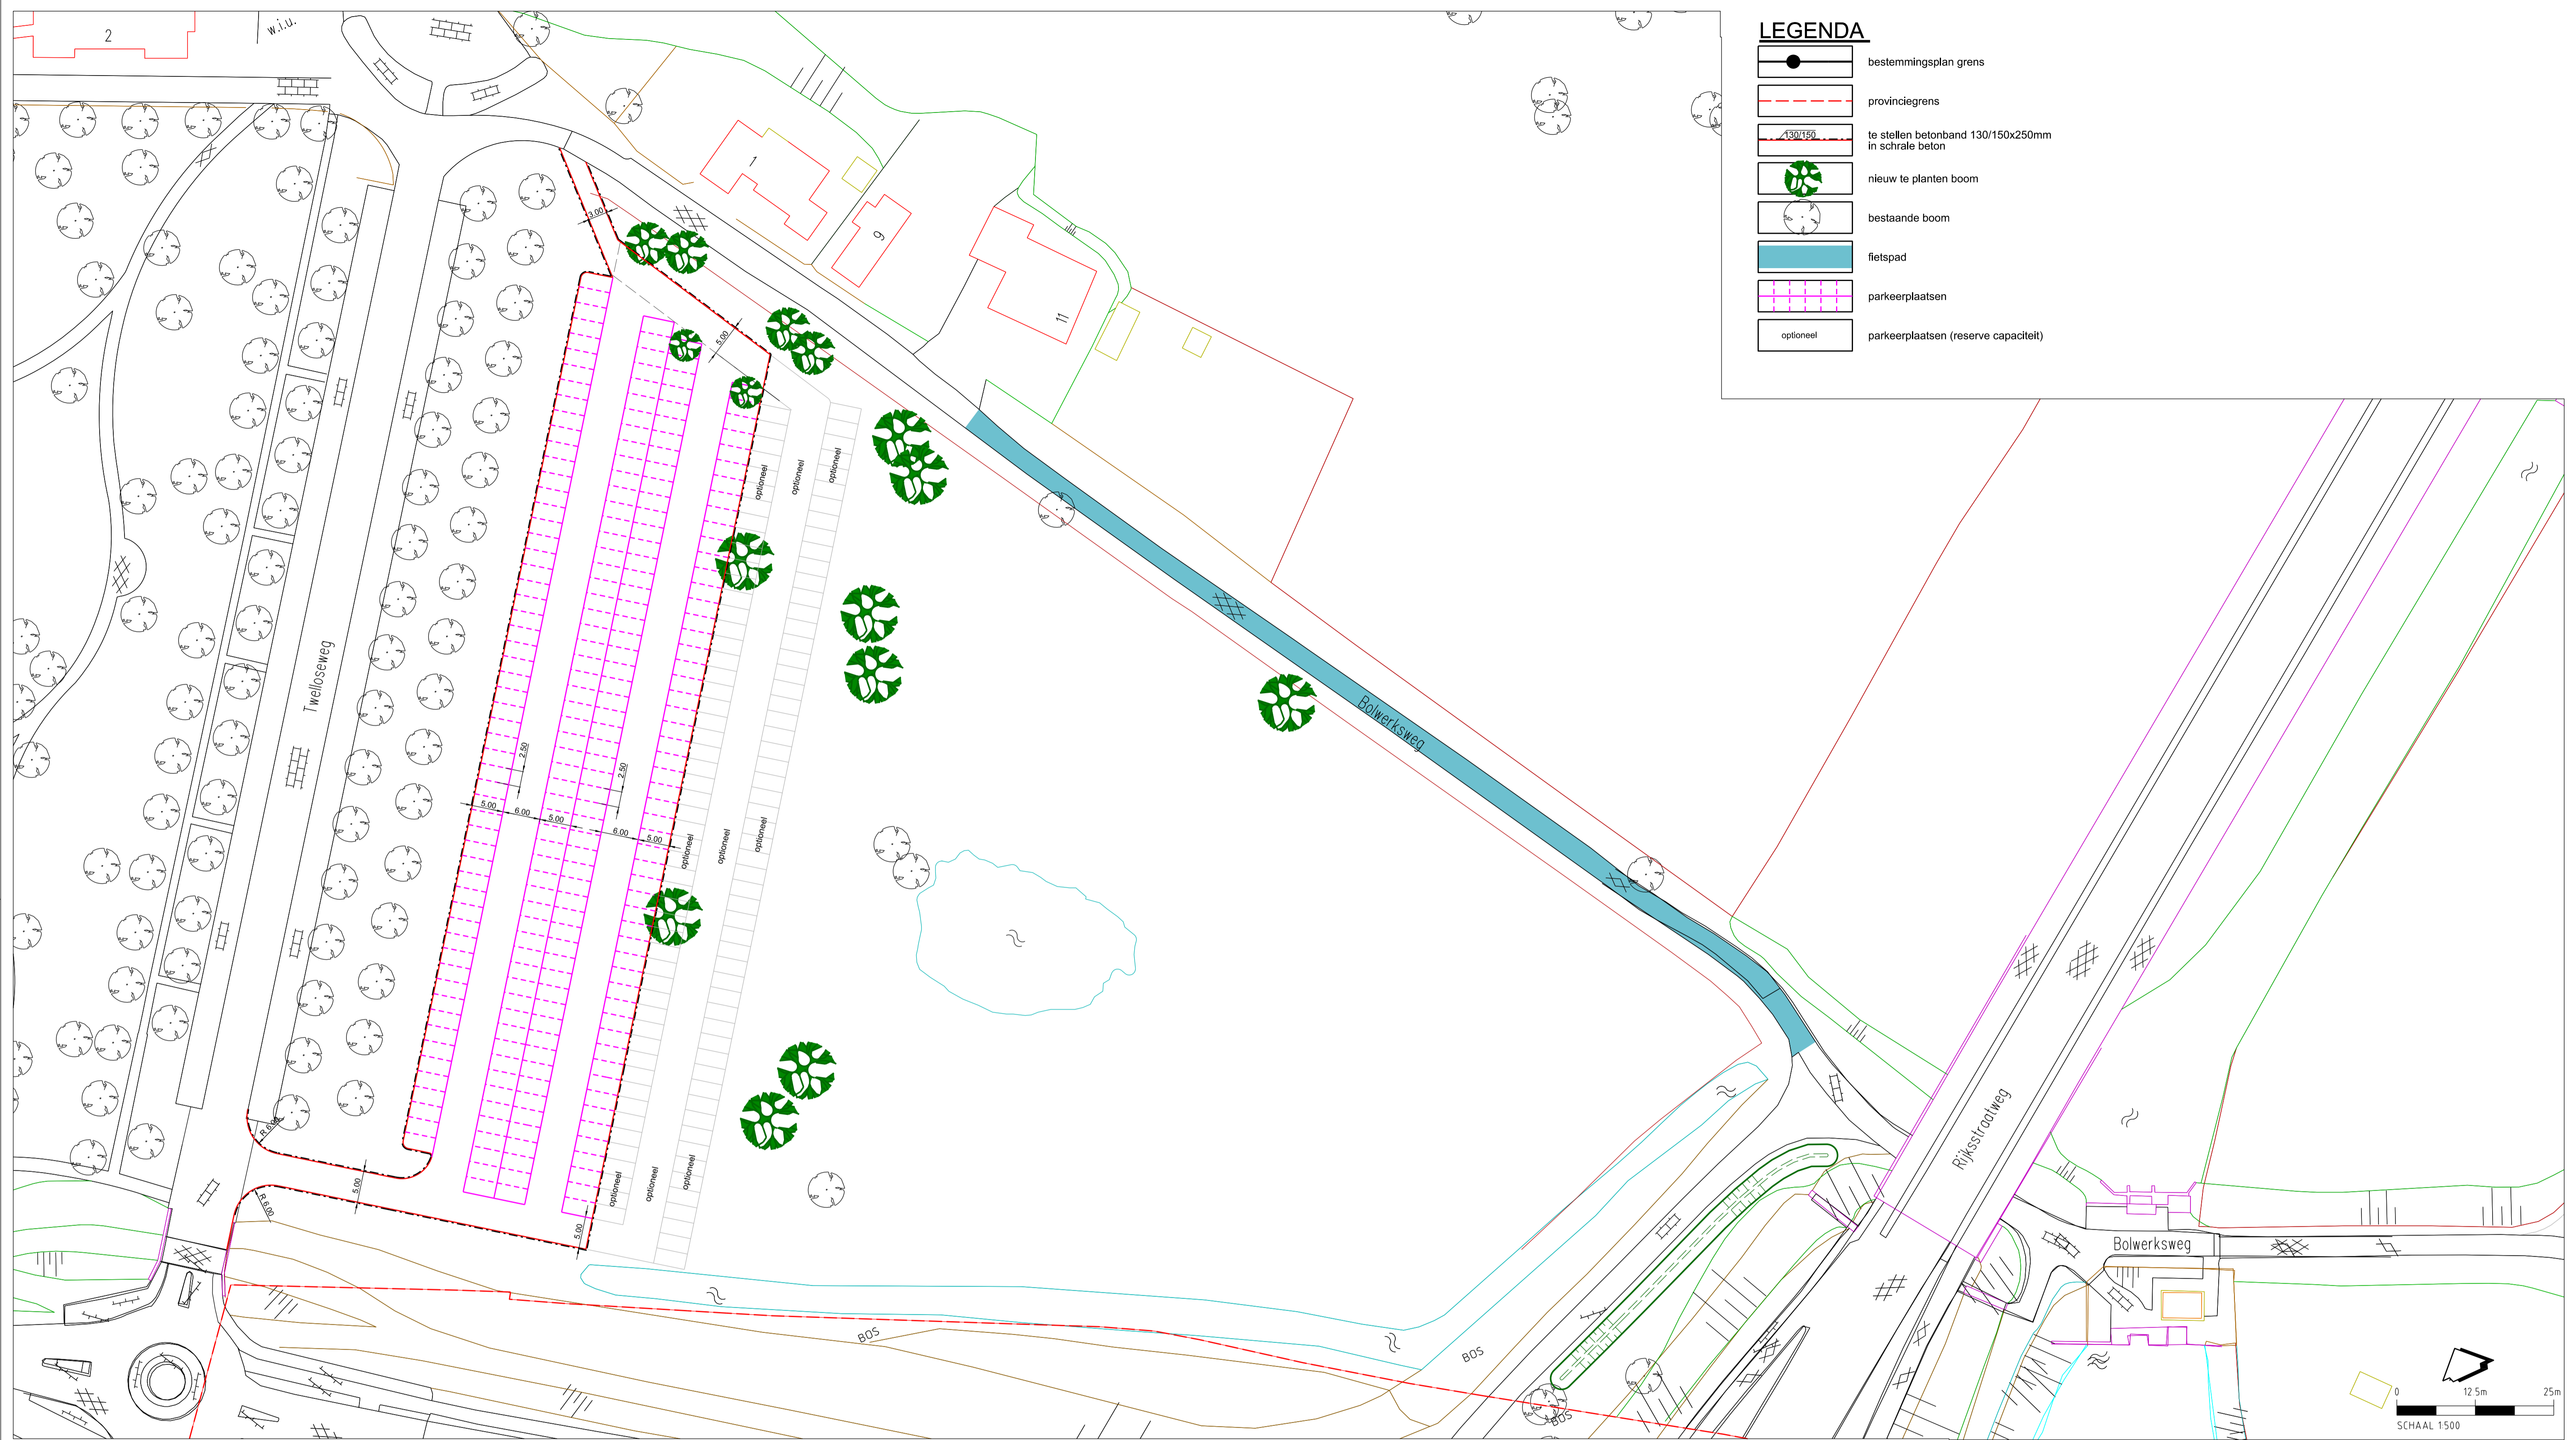 2
w.i.u.
LEGENDA
bestemmingsplan grens
provinciegrens
130/150
te stellen betonband 130/150x250mm
in schrale beton
nieuw te planten boom
bestaande boom
fietspad
parkeerplaatsen
optioneel
parkeerplaatsen (reserve capaciteit)
1
9
11
3.00
5.00
optioneel
optioneel
optioneel
Twelloseweg
Bolwerksweg
2.50
2.50
5.00
6.00
5.00
6.00
5.00
optioneel
optioneel
optioneel
R 6.00
5.00
R 6.00
5.00
optioneel
optioneel
optioneel
Rijksstraatweg
Bolwerksweg
BOS
BOS
BOS
0
12.5m
25m
SCHAAL 1:500